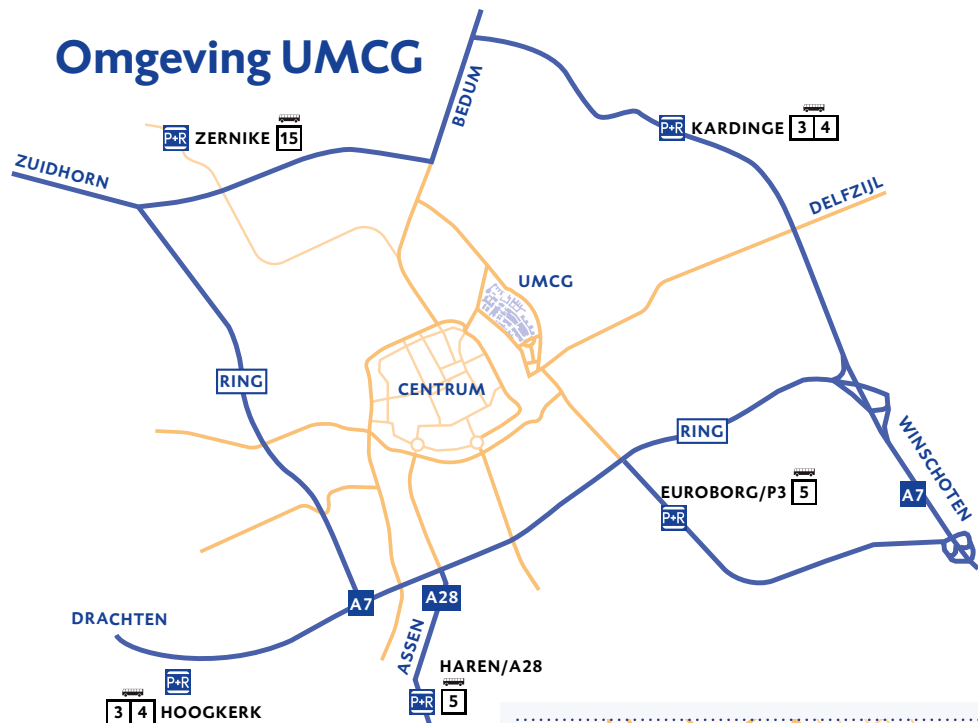 Omgeving UMCG
BEDUM
P+R ZERNIKE 15
P+R KARDINGE 3 4
ZUIDHORN
DELFZIJL
UMCG
RING
CENTRUM
RING
WINSCHOTEN
EUROBORG/P3 5
A7
P+R
A7
A28
DRACHTEN
ASSEN
HAREN/A28
P+R
P+R 5
3 4 HOOGKERK